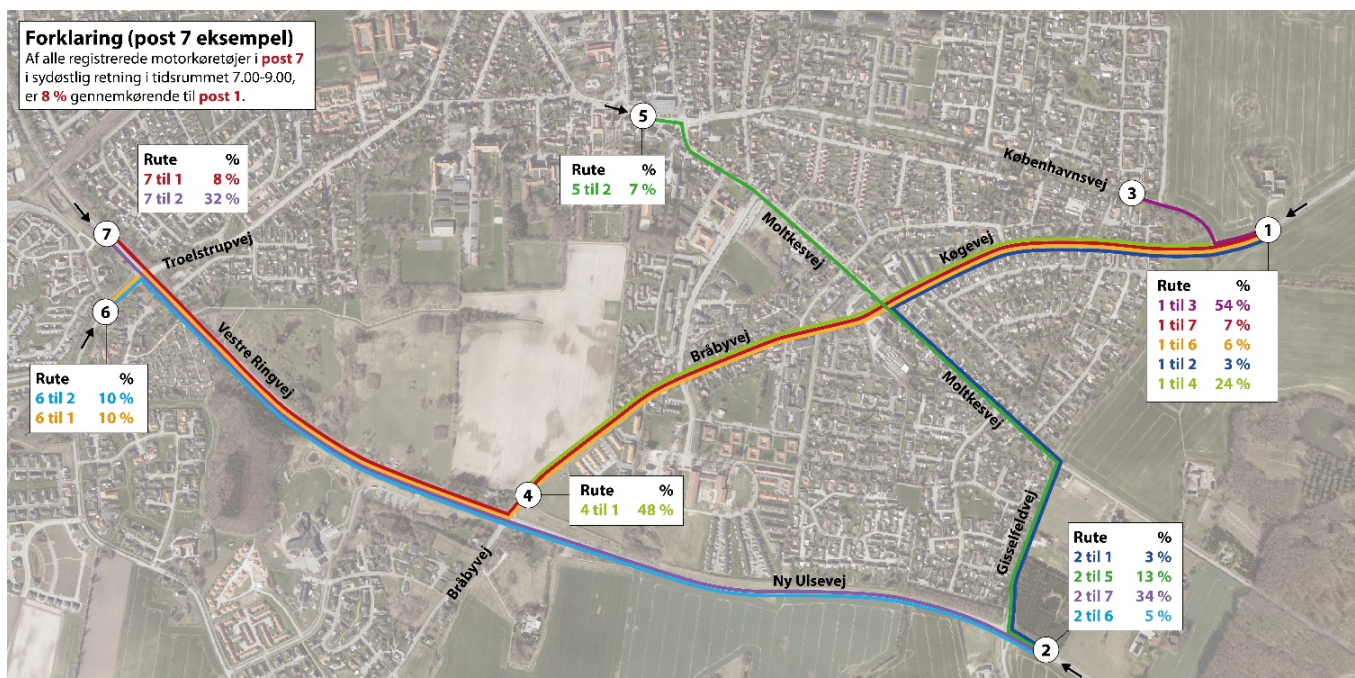 Forklaring (post 7 eksempel)
Af alle registrerede motorkøretøjer i post 7
i sydøstlig retning i tidsrummet 7.00-9.00,
er 8 % gennemkørende til post 1.
5
Rute %
5 til 2 7 %
Rute %
7 til 1 8 %
7 til 2 32 %
7
Troelstrupvej
6
Rute %
6 til 2 10 %
6 til 1 10 %
Vestre Ringvej
Københavnsvej
3
1
Rute %
1 til 3 54 %
1 til 7 7 %
1 til 6 6 %
1 til 2 3 %
1 til 4 24 %
Moltkesvej
Køgevej
Bråbyvej
Moltkesvej
4
Rute %
4 til 1 48 %
Bråbyvej
Ny Ulsevej
Gisselfeldvej
Rute %
2 til 1 3 %
2 til 5 13 %
2 til 7 34 %
2 til 6 5 %
2